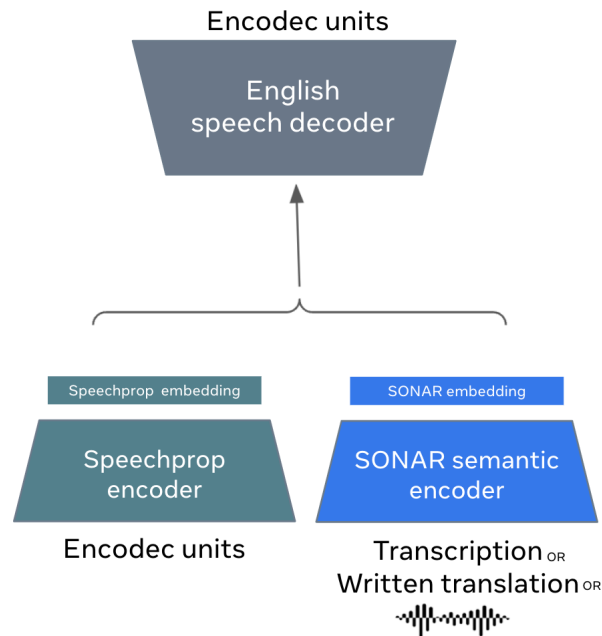 Encodec units
English
speech decoder
Speechprop embedding
SONAR embedding
Speechprop
encoder
SONAR semantic
encoder
Encodec units
Transcription OR
Written translation OR